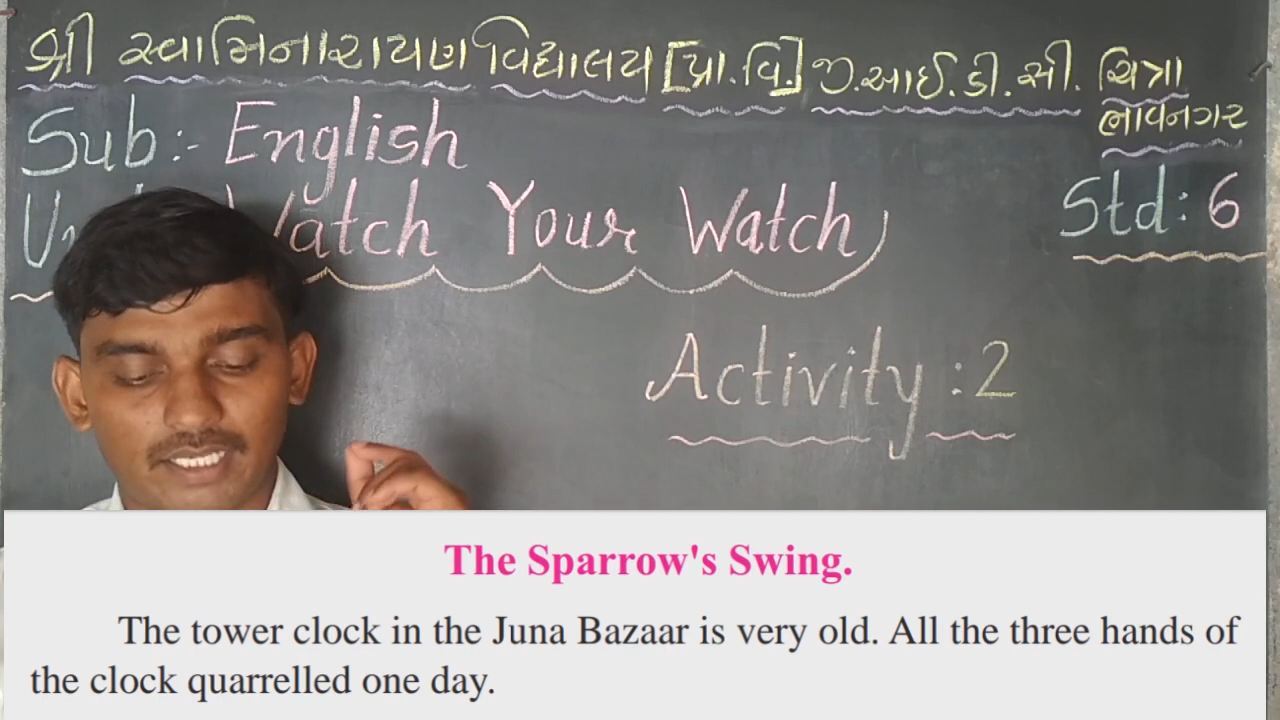 શ્રી સ્વામિનારાયણ વિદ્યાલય [પ્રા.વિ.] જી.આઈ.ડી.સી. ચિત્રા
ભાવનગર
Sub:- English
Watch Your Watch
Std: 6
Activity : 2
The Sparrow's Swing.
The tower clock in the Juna Bazaar is very old. All the three hands of
the clock quarrelled one day.